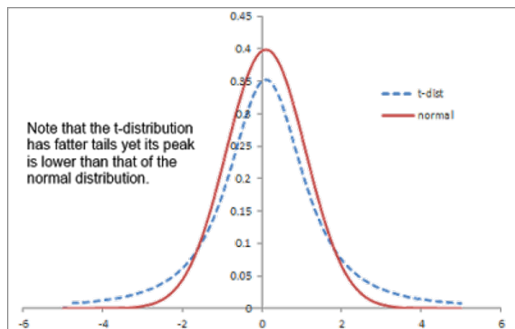 0.45
0.4
0.35
0.3
0.25
0.2
0.15
0.1
0.05
0
t-dist
normal
Note that the t-distribution
has fatter tails yet its peak
is lower than that of the
normal distribution.
-6 -4 -2 0 2 4 6